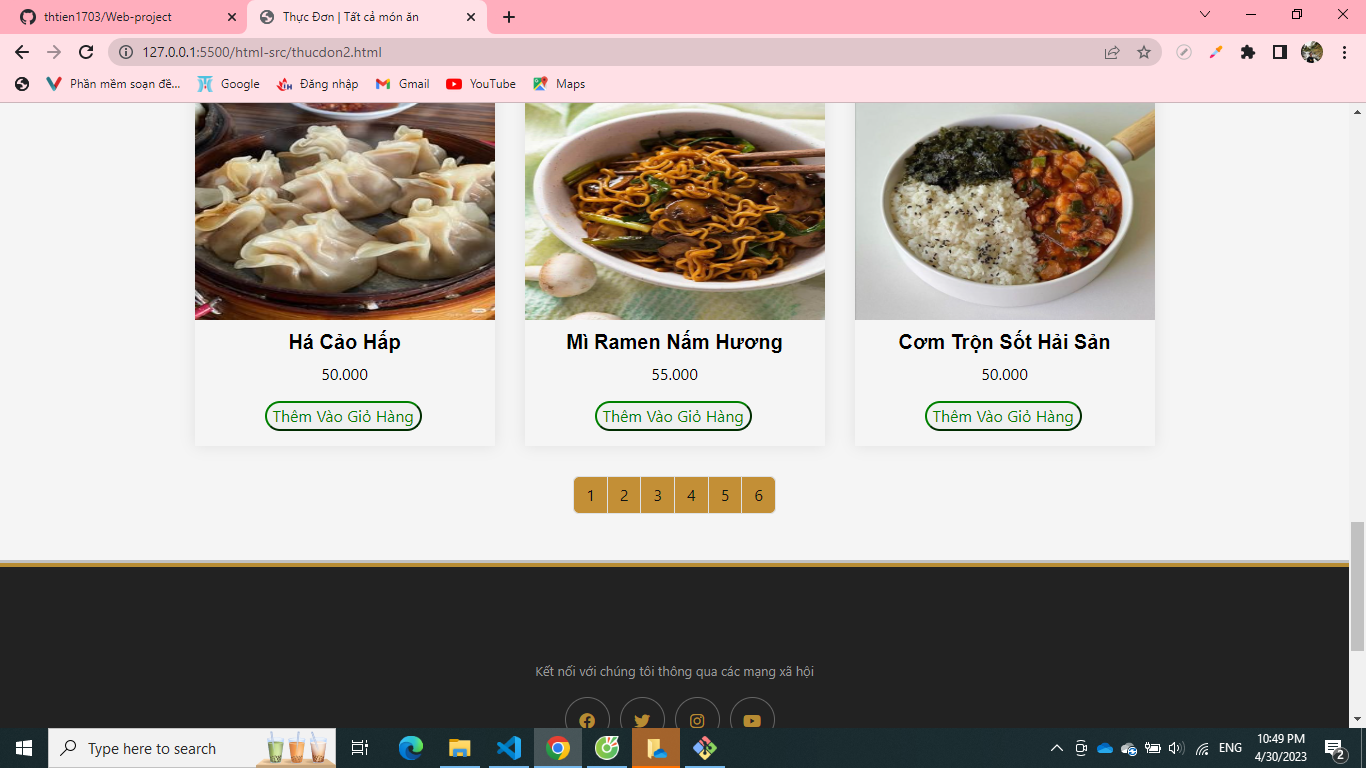 thtien1703/Web-project
Thực Đơn | Tất cả món ăn
127.0.0.1:5500/html-src/thucdon2.html
Phần mềm soạn đề...
Google
Đăng nhập
Gmail
YouTube
Maps
Há Cảo Hấp
Mì Ramen Nấm Hương
Cơm Trộn Sốt Hải Sản
50.000
55.000
50.000
Thêm Vào Giỏ Hàng
Thêm Vào Giỏ Hàng
Thêm Vào Giỏ Hàng
1 2 3 4 5 6
Kết nối với chúng tôi thông qua các mạng xã hội
Type here to search
ENG
10:49 PM
4/30/2023
2